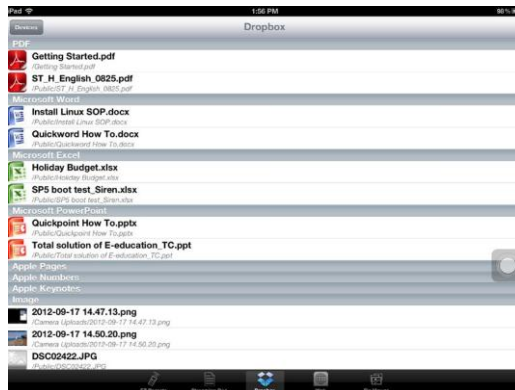 iPad
1:56 PM
98%
Devices
Dropbox
PDF
Getting Started.pdf
/Getting Started.pdf
ST_H_English_0825.pdf
/Public/ST_H_English_0825.pdf
Microsoft Word
Install Linux SOP.docx
/Public/Install Linux SOP.docx
Quickword How To.docx
/Public/Quickword How To.docx
Microsoft Excel
Holiday Budget.xlsx
/Public/Holiday Budget.xlsx
SP5 boot test_Siren.xlsx
/Public/SP5 boot test_Siren.xlsx
Microsoft PowerPoint
Quickpoint How To.pptx
/Public/Quickpoint How To.pptx
Total solution of E-education_TC.ppt
/Public/Total solution of E-education_TC.ppt
Apple Pages
Apple Numbers
Apple Keynotes
Image
2012-09-17 14.47.13.png
/Camera Uploads/2012-09-17 14.47.13.png
2012-09-17 14.50.20.png
/Camera Uploads/2012-09-17 14.50.20.png
DSC02422.JPG
/Public/DSC02422.JPG
Dropbox